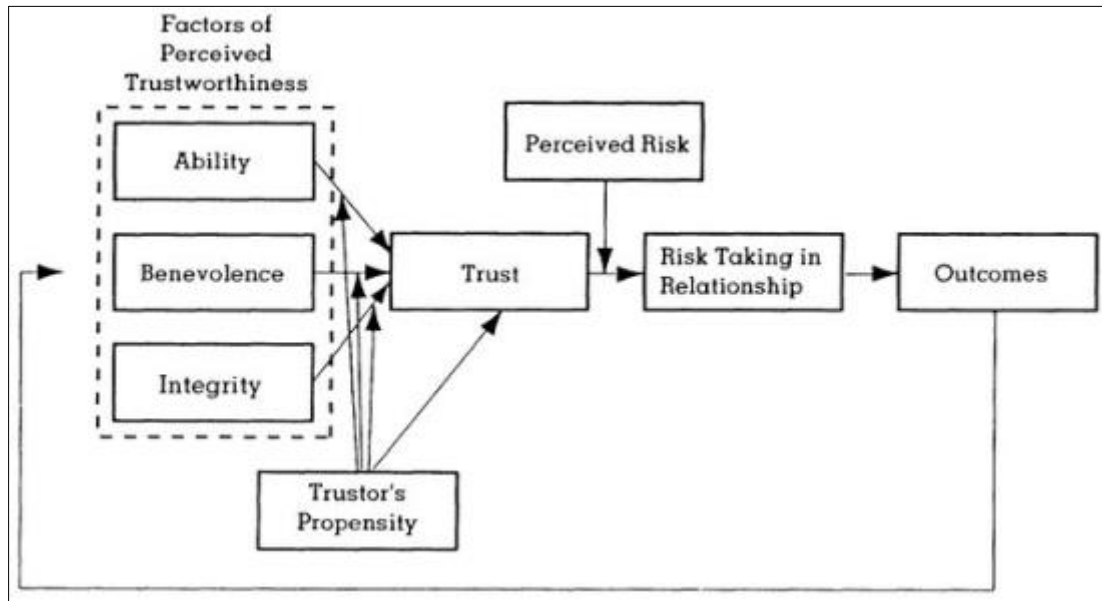 Factors of
Perceived
Trustworthiness
Ability
Perceived Risk
Benevolence
Trust
Risk Taking in
Relationship
Outcomes
Integrity
Trustor's
Propensity